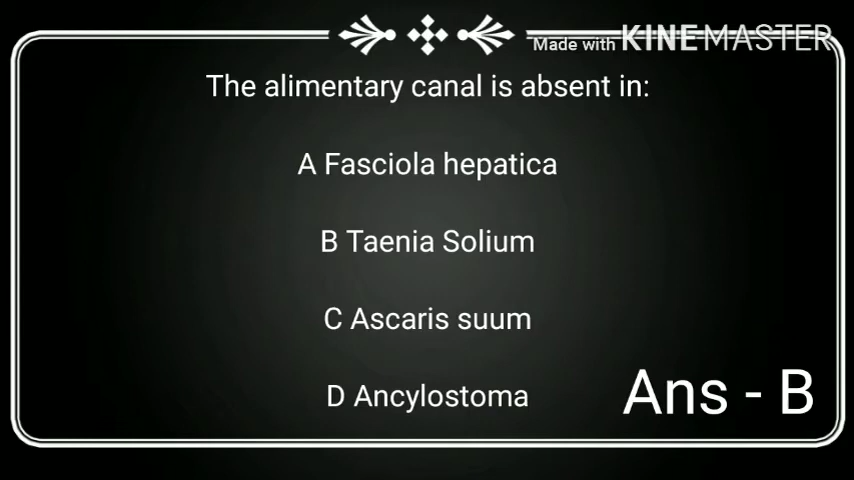 Made with KINEMASTER
The alimentary canal is absent in:
A Fasciola hepatica
B Taenia Solium
C Ascaris suum
D Ancylostoma
Ans - B